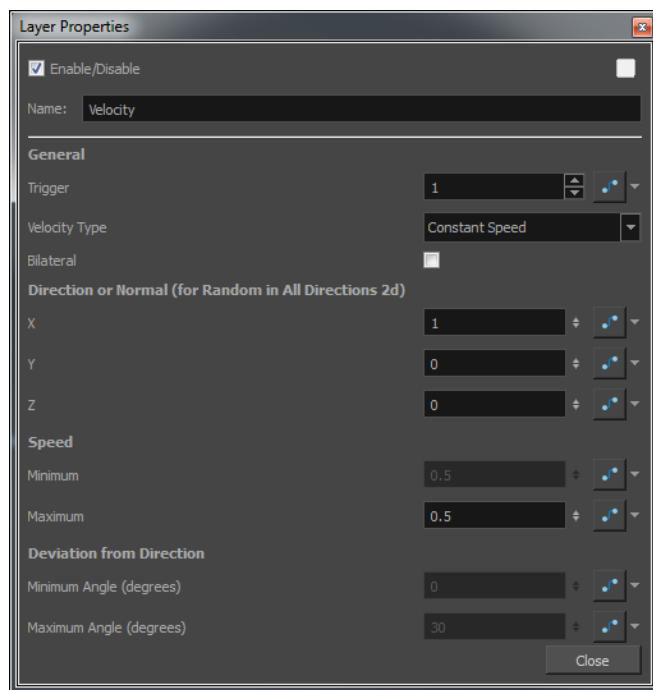 Layer Properties
Enable/Disable
Name: Velocity
General
Trigger 1
Velocity Type Constant Speed
Bilateral
Direction or Normal (for Random in All Directions 2d)
X 1
Y 0
Z 0
Speed
Minimum 0.5
Maximum 0.5
Deviation from Direction
Minimum Angle (degrees) 0
Maximum Angle (degrees) 30
Close